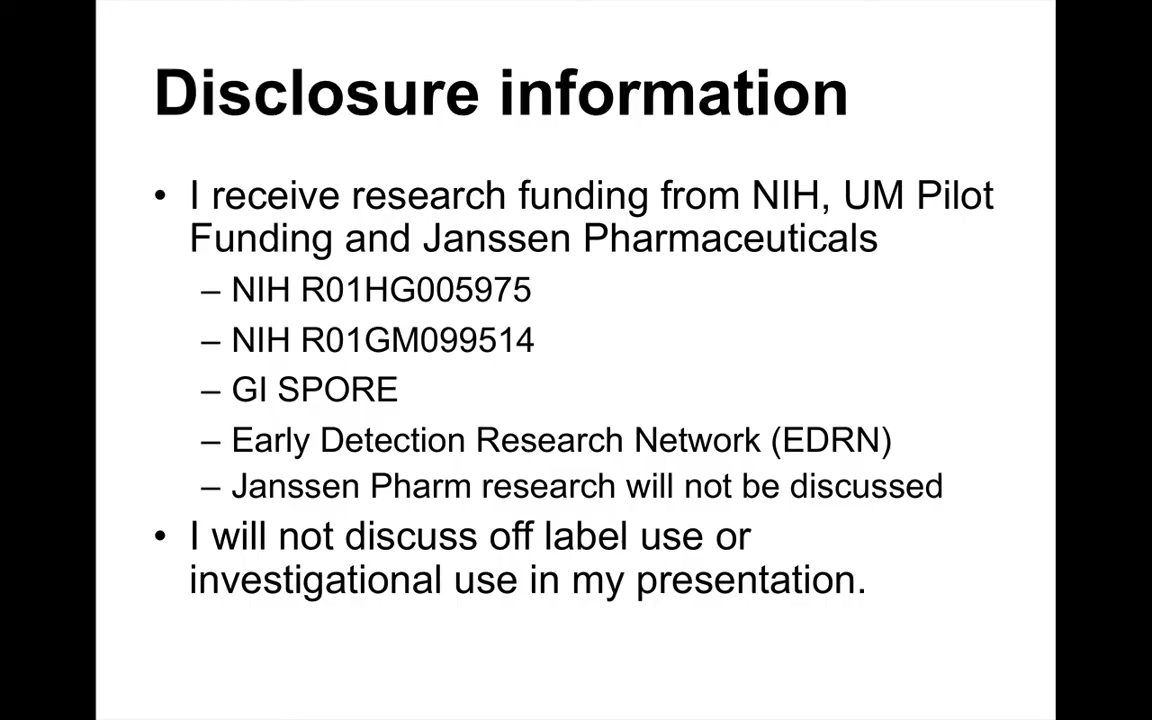 Disclosure information
• I receive research funding from NIH, UM Pilot
Funding and Janssen Pharmaceuticals
– NIH R01HG005975
– NIH R01GM099514
– GI SPORE
– Early Detection Research Network (EDRN)
– Janssen Pharm research will not be discussed
• I will not discuss off label use or
investigational use in my presentation.